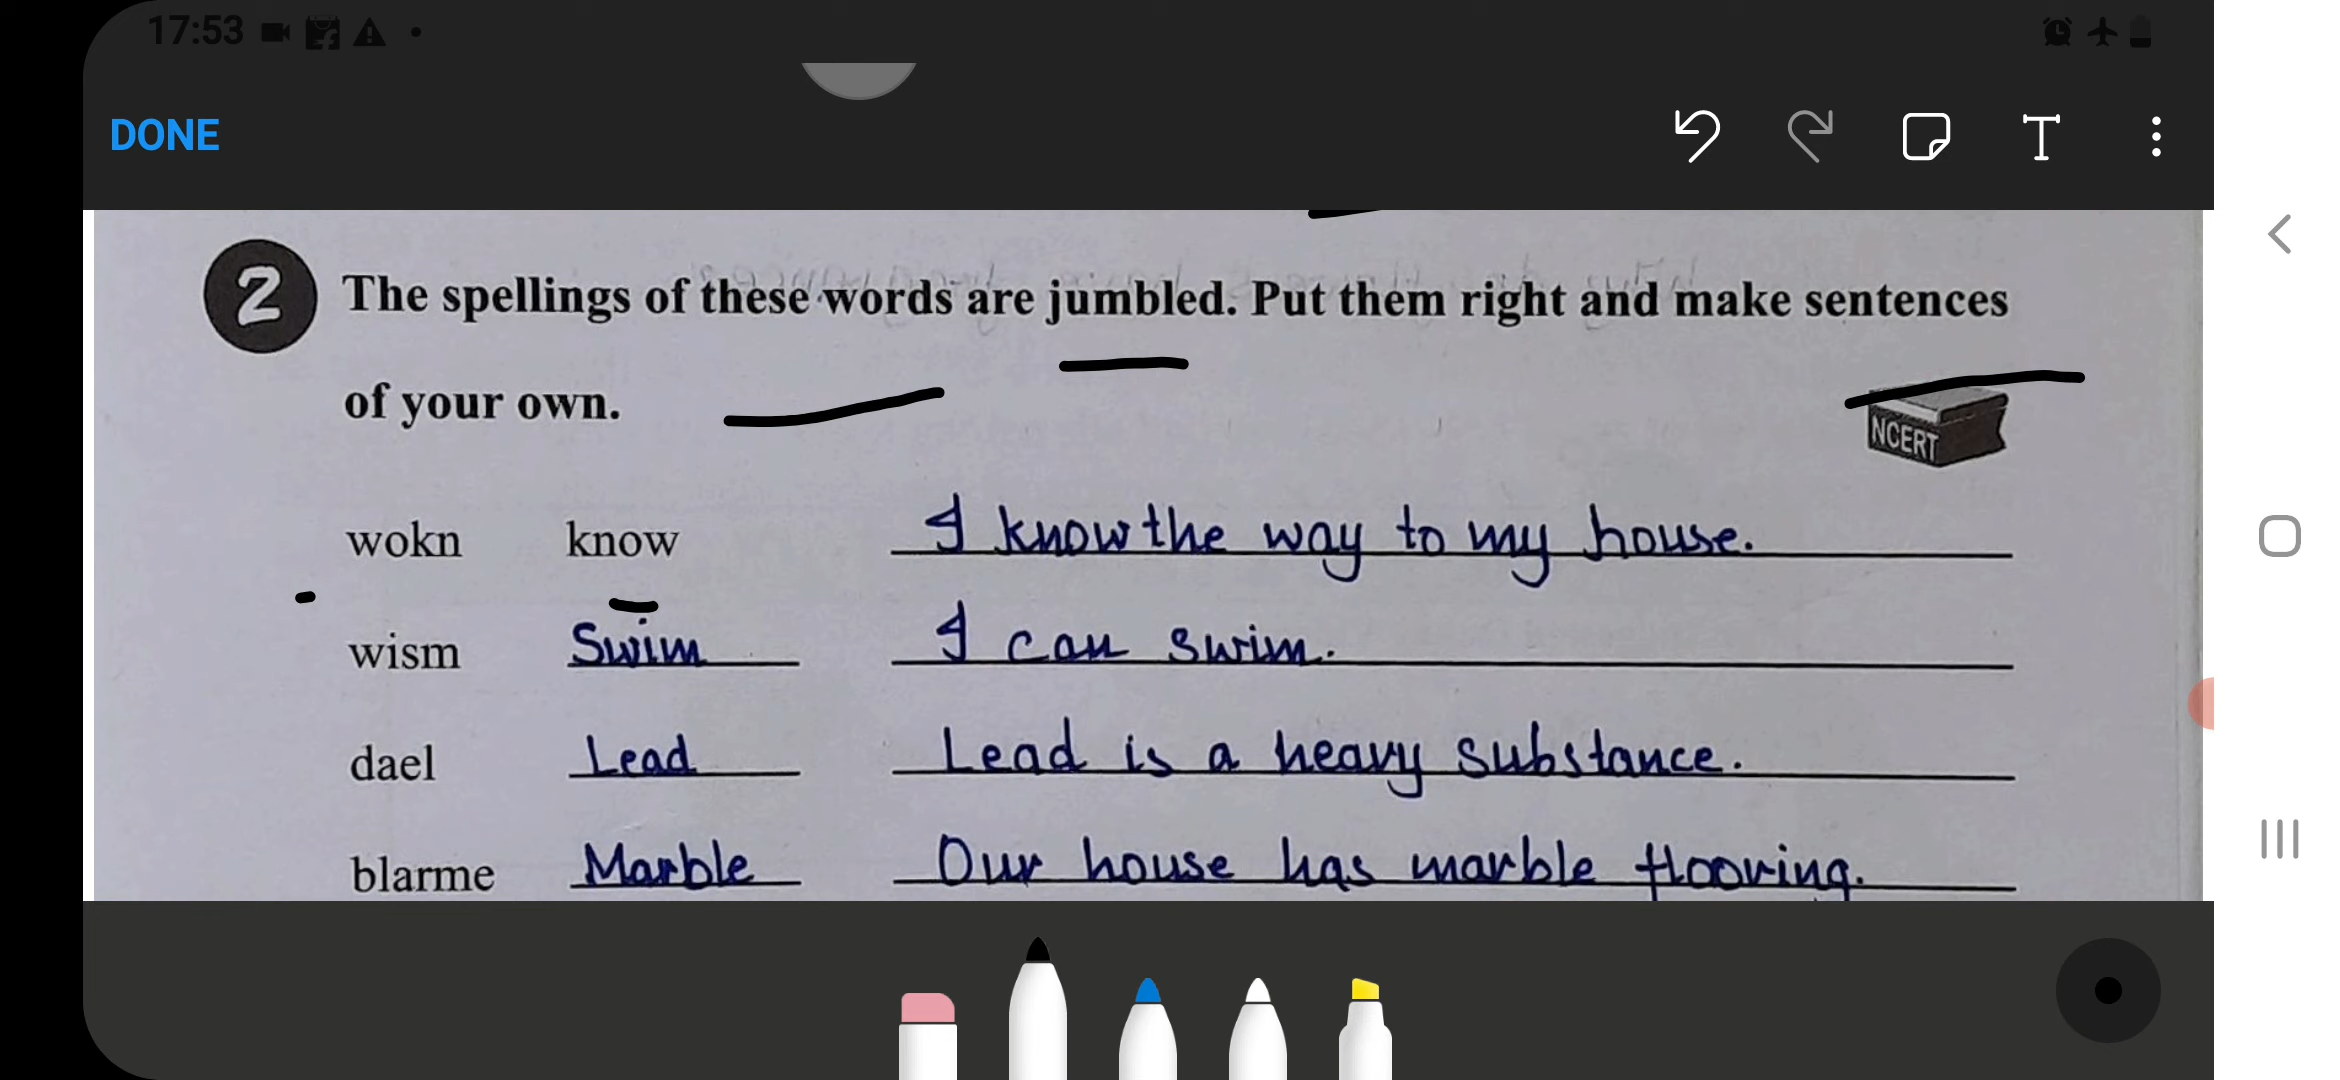 17:53
DONE
T
2 The spellings of these words are jumbled. Put them right and make sentences
of your own.
NCERT
wokn know I know the way to my house.
wism Swim I can swim.
dael Lead Lead is a heavy substance.
blarme Marble Our house has marble flooring.